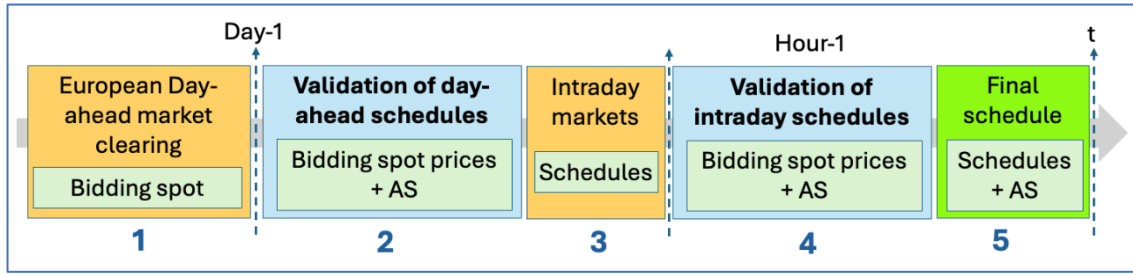 Day-1
Hour-1
t
European Day-
ahead market
clearing
Bidding spot
Validation of day-
ahead schedules
Bidding spot prices
+ AS
Intraday
markets
Schedules
Validation of
intraday schedules
Bidding spot prices
+ AS
Final
schedule
Schedules
+ AS
1
2
3
4
5